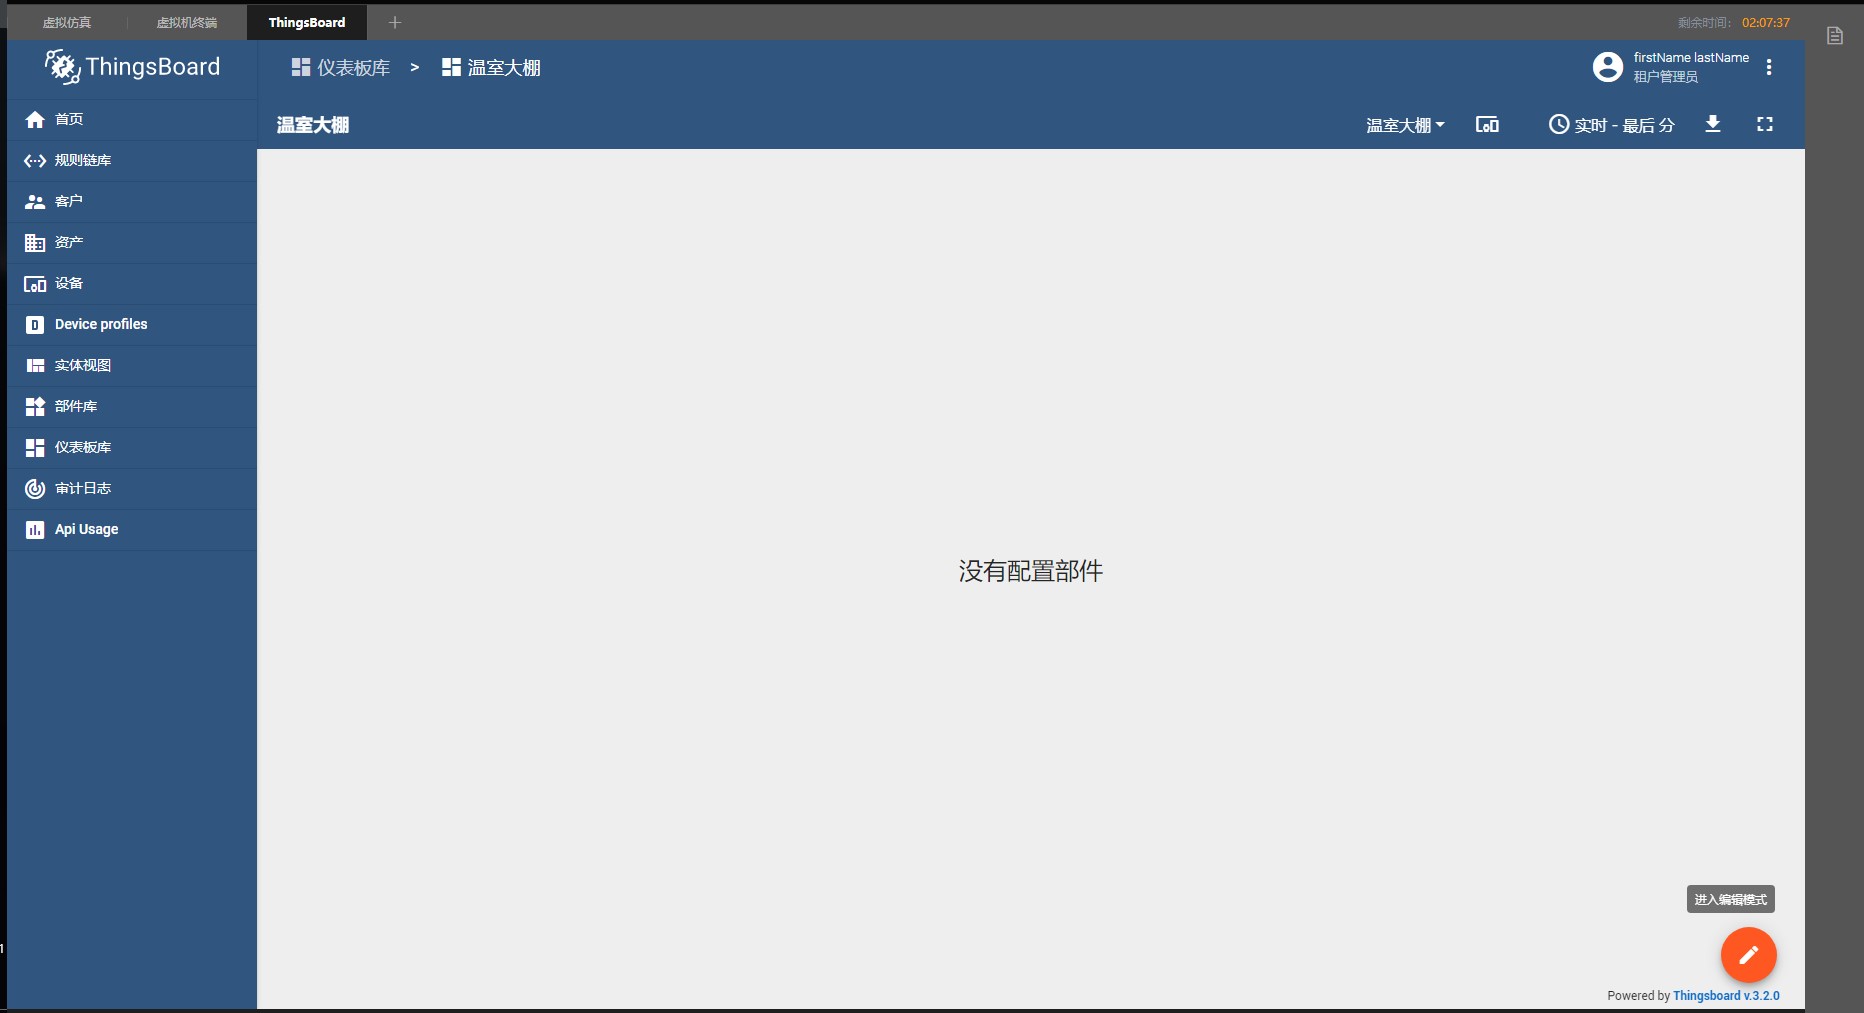 虚拟仿真
虚拟机终端
ThingsBoard
剩余时间: 02:07:37
ThingsBoard
仪表板库 > 温室大棚
firstName lastName
租户管理员
温室大棚
温室大棚
实时 - 最后 分
首页
规则链库
客户
资产
设备
D Device profiles
实体视图
部件库
仪表板库
审计日志
Api Usage
没有配置部件
进入编辑模式
1
Powered by Thingsboard v.3.2.0